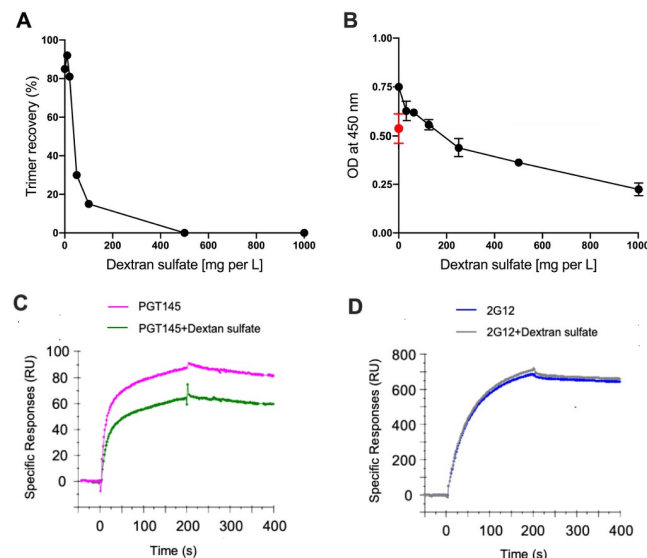 A
Trimer recovery (%)
100
80
60
40
20
0
0 200 400 600 800 1000
Dextran sulfate [mg per L]
B
OD at 450 nm
1.00
0.75
0.50
0.25
0.00
0 200 400 600 800 1000
Dextran sulfate [mg per L]
C
PGT145
PGT145+Dextan sulfate
Specific Responses (RU)
100
80
60
40
20
0
0 100 200 300 400
Time (s)
D
2G12
2G12+Dextran sulfate
Specific Responses (RU)
800
600
400
200
0
0 100 200 300 400
Time (s)